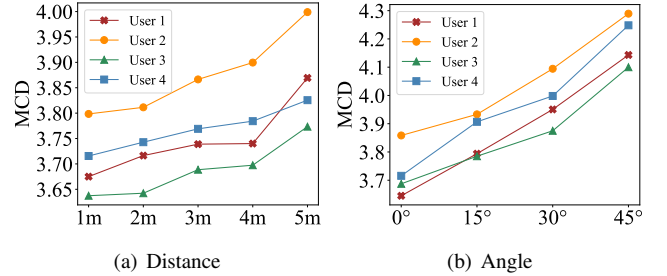 MCD
4.00
3.95
3.90
3.85
3.80
3.75
3.70
3.65
User 1
User 2
User 3
User 4
1m 2m 3m 4m 5m
(a) Distance
MCD
4.3
4.2
4.1
4.0
3.9
3.8
3.7
User 1
User 2
User 3
User 4
0° 15° 30° 45°
(b) Angle